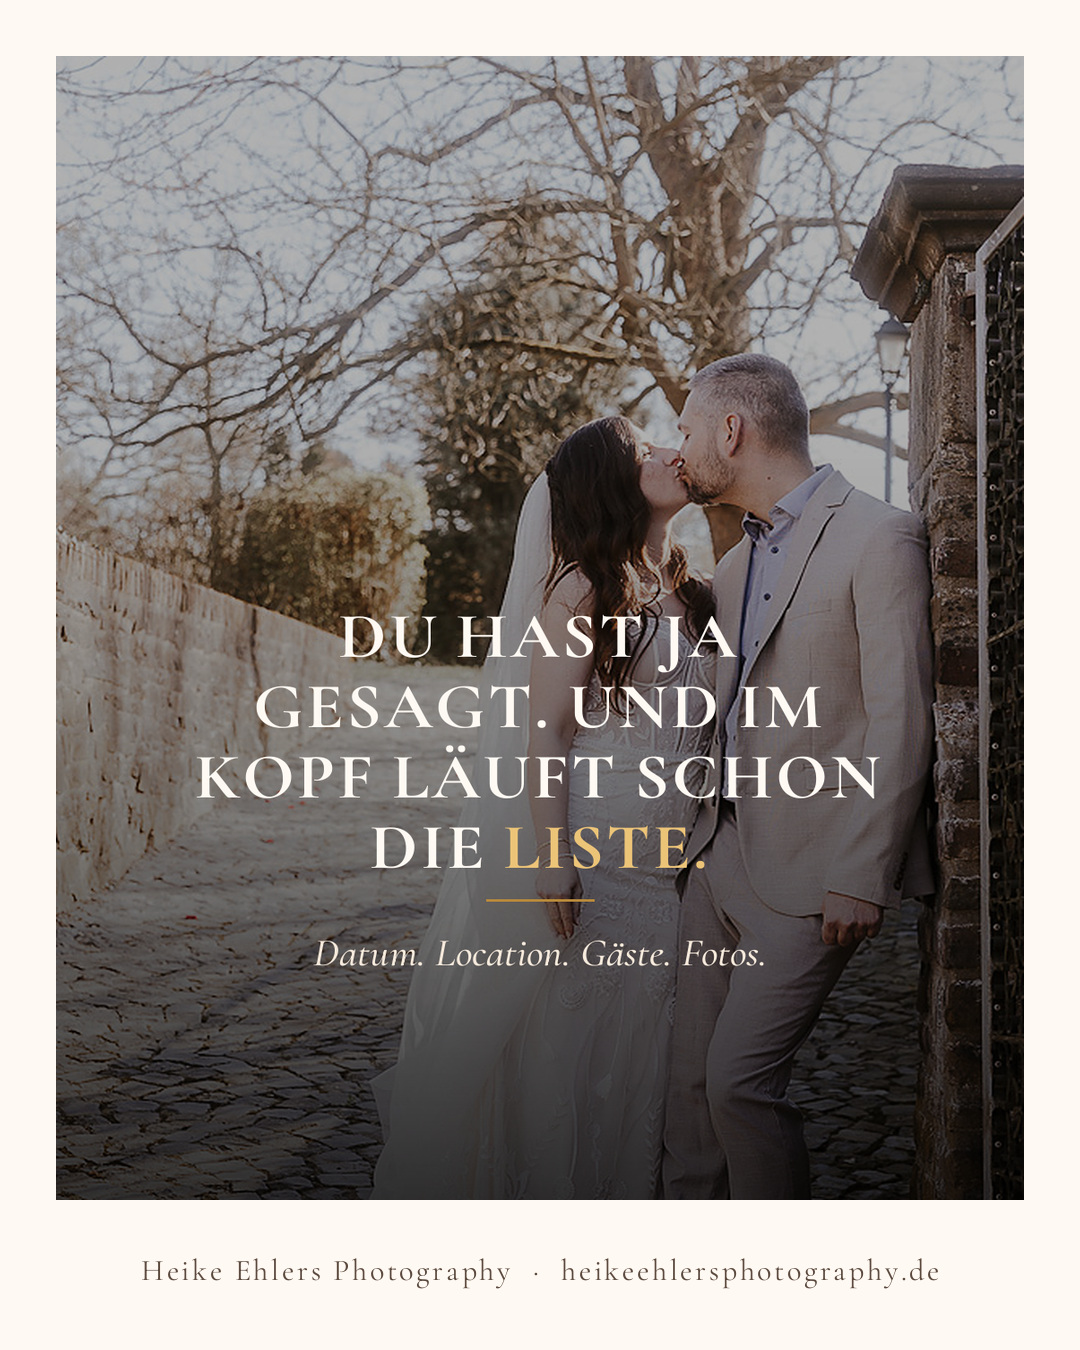 DU HAST JA
GESAGT. UND IM
KOPF LÄUFT SCHON
DIE LISTE.
Datum. Location. Gäste. Fotos.
Heike Ehlers Photography · heikeehlersphotography.de